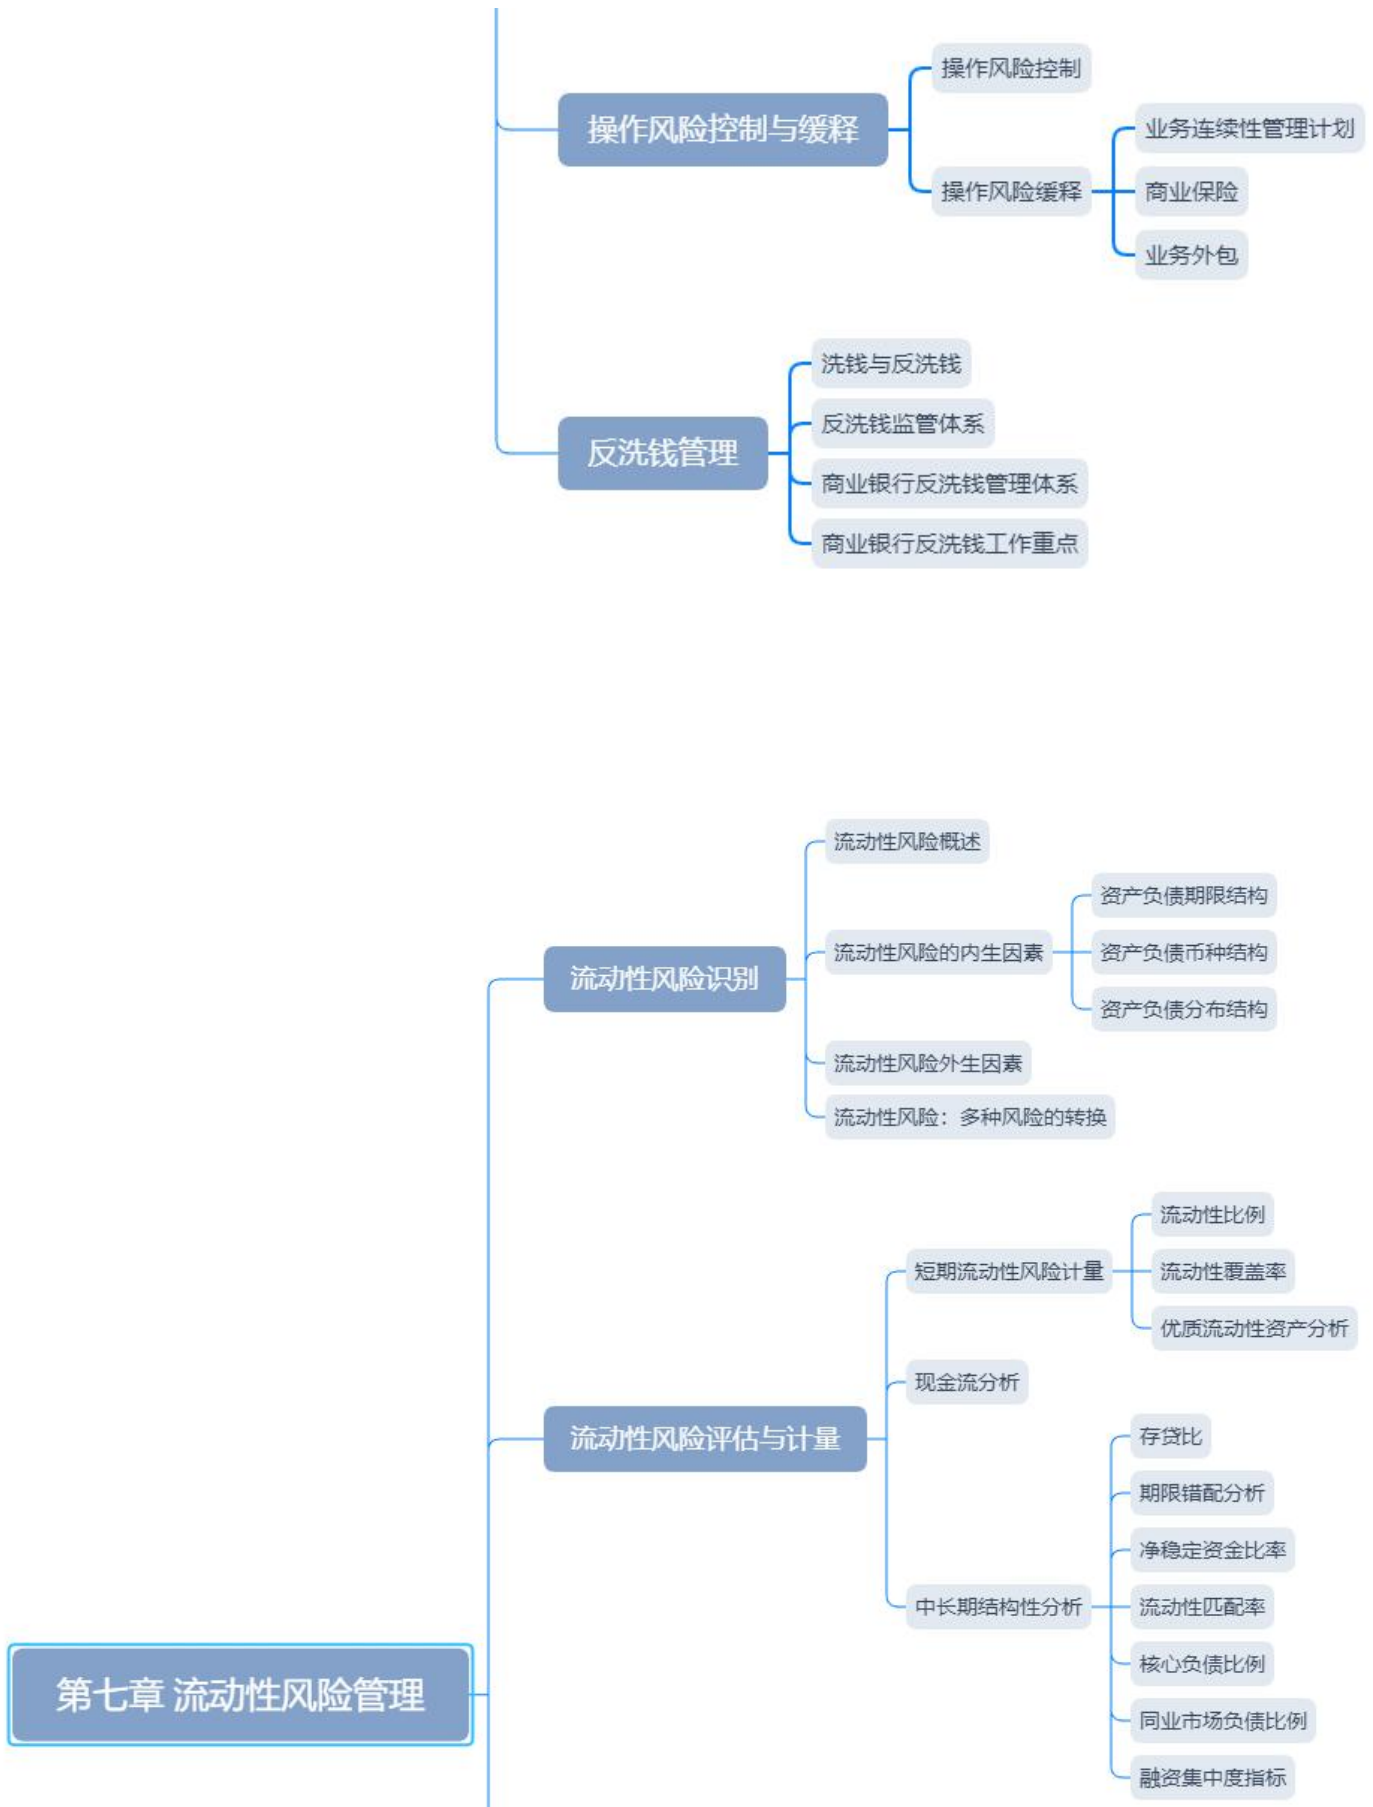 操作风险控制与缓释
操作风险控制
操作风险缓释
业务连续性管理计划
商业保险
业务外包
反洗钱管理
洗钱与反洗钱
反洗钱监管体系
商业银行反洗钱管理体系
商业银行反洗钱工作重点
第七章 流动性风险管理
流动性风险识别
流动性风险概述
流动性风险的内生因素
资产负债期限结构
资产负债币种结构
资产负债分布结构
流动性风险外生因素
流动性风险：多种风险的转换
流动性风险评估与计量
短期流动性风险计量
流动性比例
流动性覆盖率
优质流动性资产分析
现金流分析
中长期结构性分析
存贷比
期限错配分析
净稳定资金比率
流动性匹配率
核心负债比例
同业市场负债比例
融资集中度指标